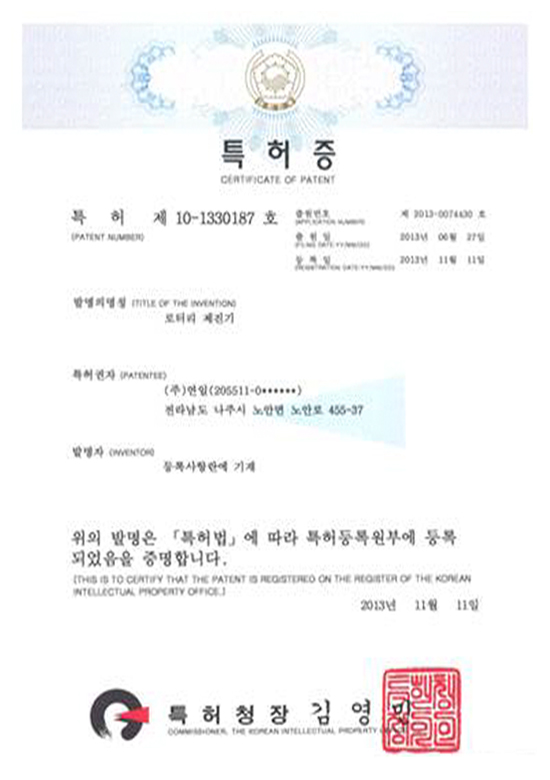 특허증
CERTIFICATE OF PATENT
특 허 제 10-1330187 호
(PATENT NUMBER)
출원번호 제 2013-0074430 호
(APPLICATION NUMBER)
출 원 일 2013년 06월 27일
(FILING DATE:YY/MM/DD)
등 록 일 2013년 11월 11일
(REGISTRATION DATE:YY/MM/DD)
발명의명칭 (TITLE OF THE INVENTION)
로터리 제진기
특허권자 (PATENTEE)
(주)연일(205511-0******)
전라남도 나주시 노안면 노안로 455-37
발명자 (INVENTOR)
등록사항란에 기재
위의 발명은 「특허법」에 따라 특허등록원부에 등록
되었음을 증명합니다.
[THIS IS TO CERTIFY THAT THE PATENT IS REGISTERED ON THE REGISTER OF THE KOREAN
INTELLECTUAL PROPERTY OFFICE.]
2013년 11월 11일
특허청장 김영민
COMMISSIONER, THE KOREAN INTELLECTUAL PROPERTY OFFICE